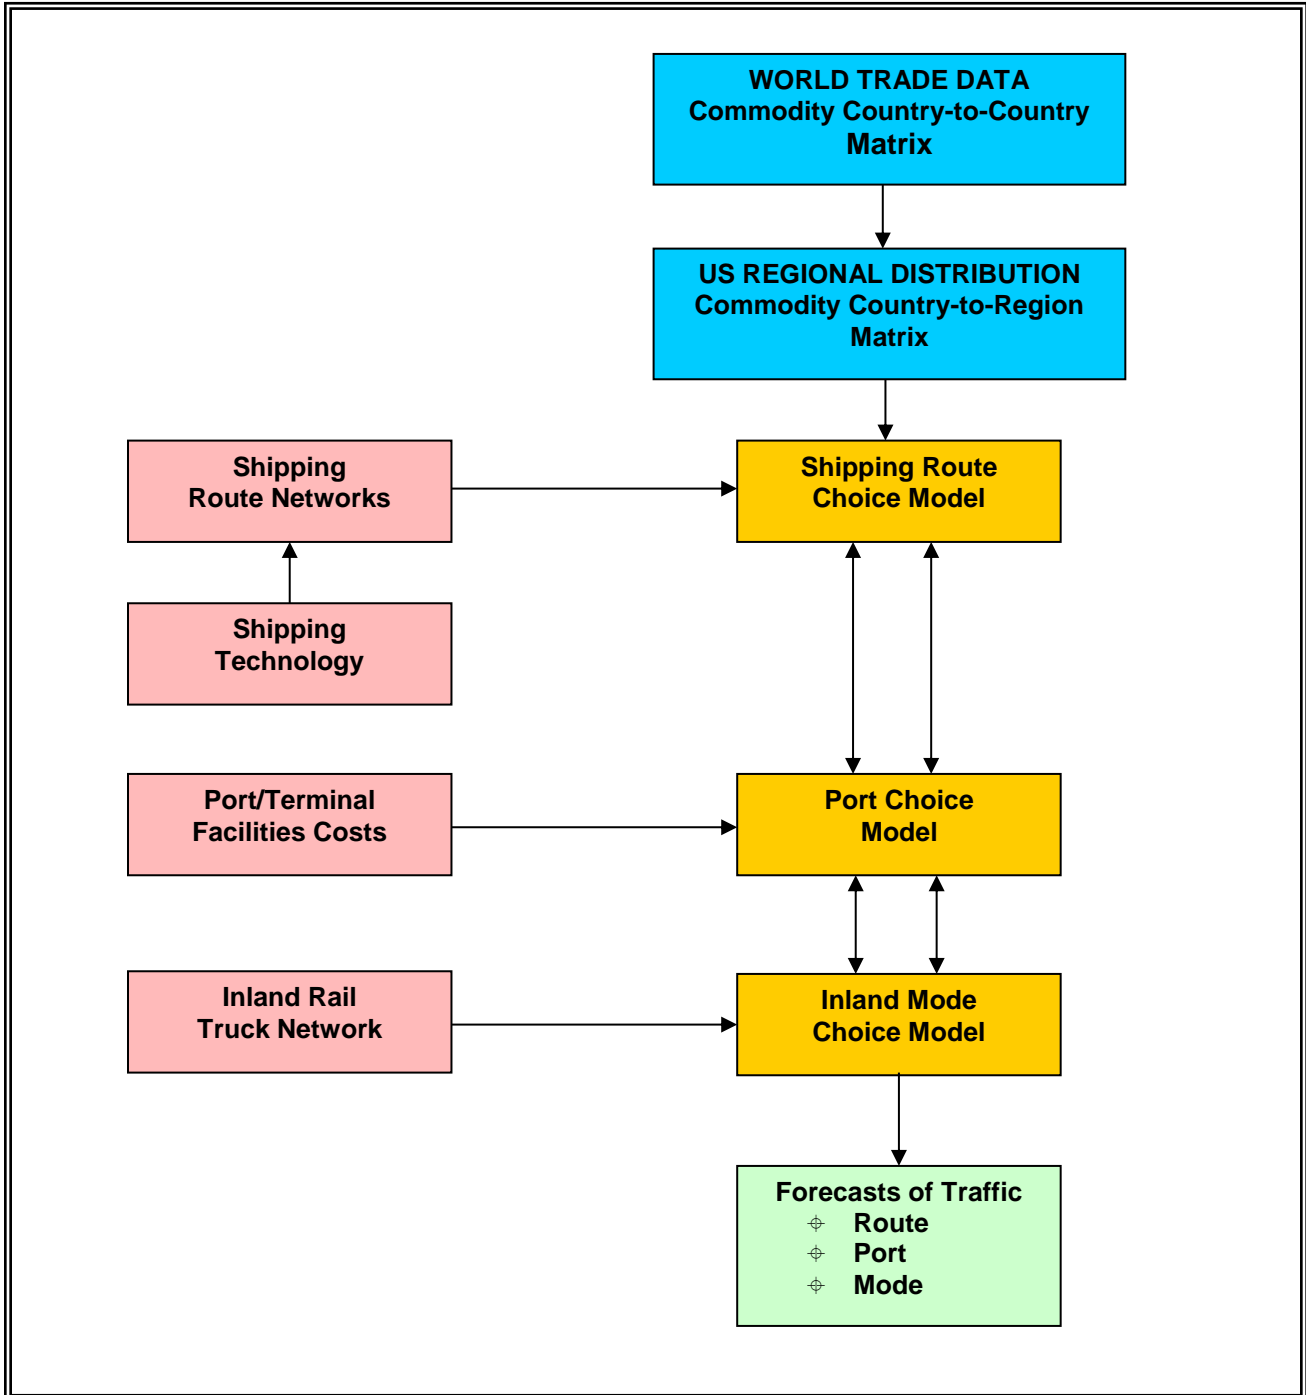 WORLD TRADE DATA
Commodity Country-to-Country
Matrix
US REGIONAL DISTRIBUTION
Commodity Country-to-Region
Matrix
Shipping
Route Networks
Shipping Route
Choice Model
Shipping
Technology
Port/Terminal
Facilities Costs
Port Choice
Model
Inland Rail
Truck Network
Inland Mode
Choice Model
Forecasts of Traffic
Route
Port
Mode